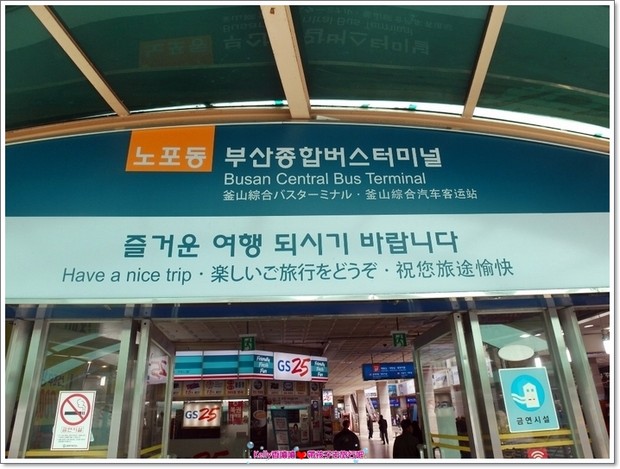 노포동 부산종합버스터미널
Busan Central Bus Terminal
釜山綜合バスターミナル・釜山綜合汽车客运站
즐거운 여행 되시기 바랍니다
Have a nice trip・楽しいご旅行をどうぞ・祝您旅途愉快
Friendly
Fresh
Fun
GS25
GS25
금연시설